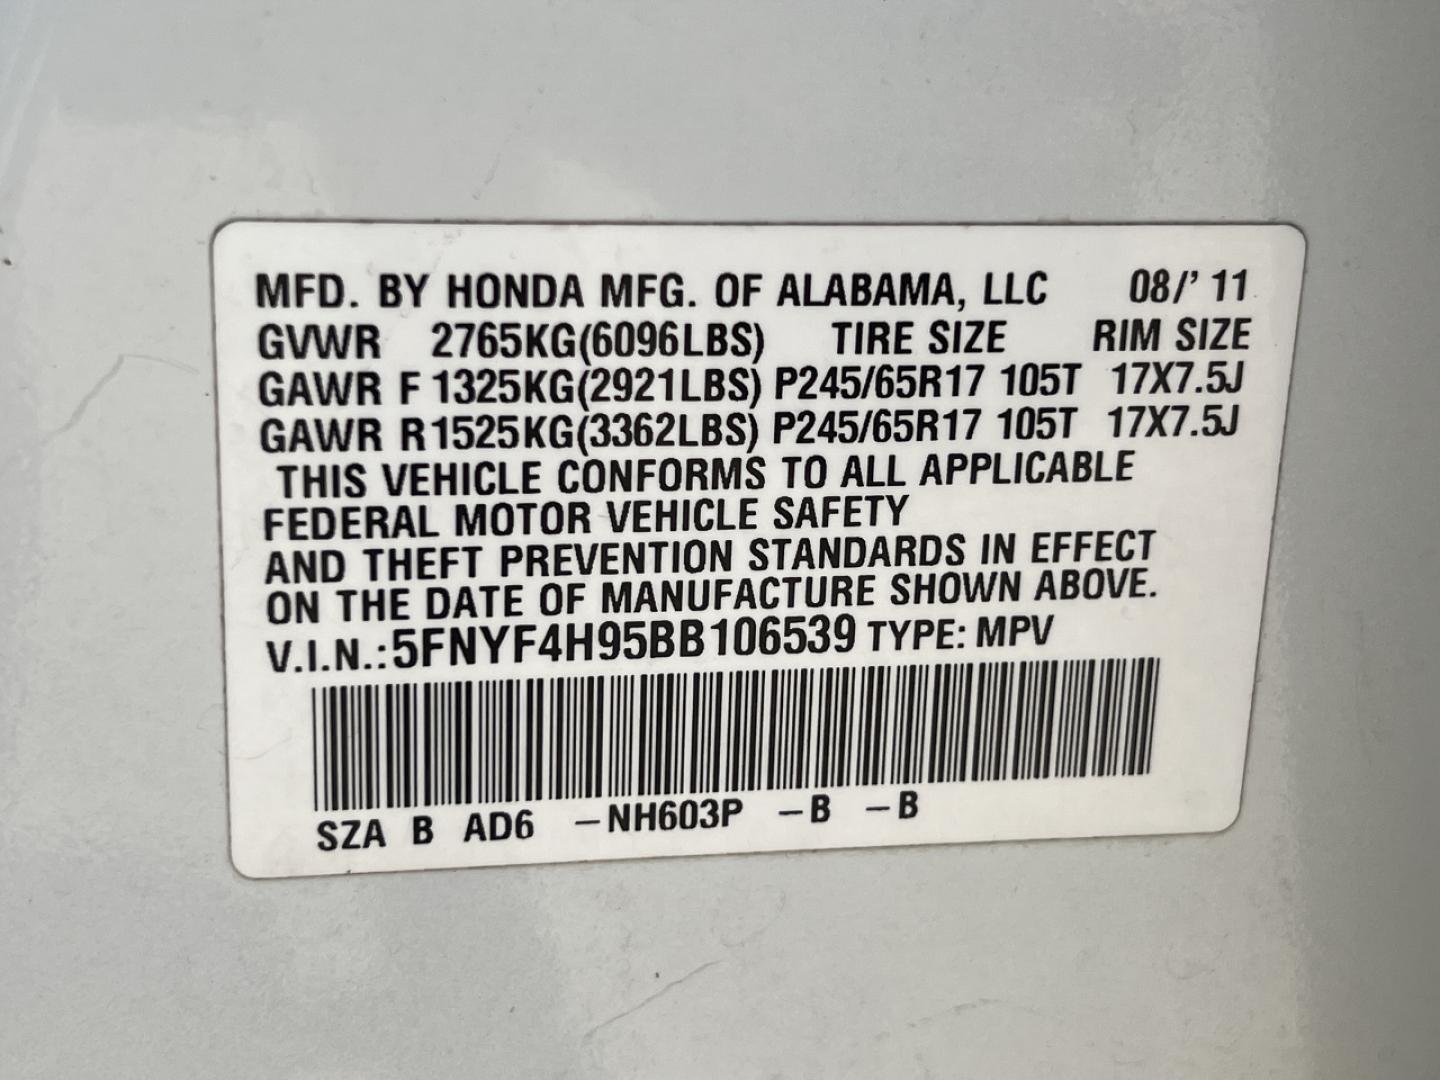 MFD. BY HONDA MFG. OF ALABAMA, LLC 08/' 11
GVWR 2765KG(6096LBS) TIRE SIZE RIM SIZE
GAWR F 1325KG(2921LBS) P245/65R17 105T 17X7.5J
GAWR R 1525KG(3362LBS) P245/65R17 105T 17X7.5J
THIS VEHICLE CONFORMS TO ALL APPLICABLE
FEDERAL MOTOR VEHICLE SAFETY
AND THEFT PREVENTION STANDARDS IN EFFECT
ON THE DATE OF MANUFACTURE SHOWN ABOVE.
V.I.N.:5FNYF4H95BB106539 TYPE: MPV
SZA B AD6 –NH603P –B –B